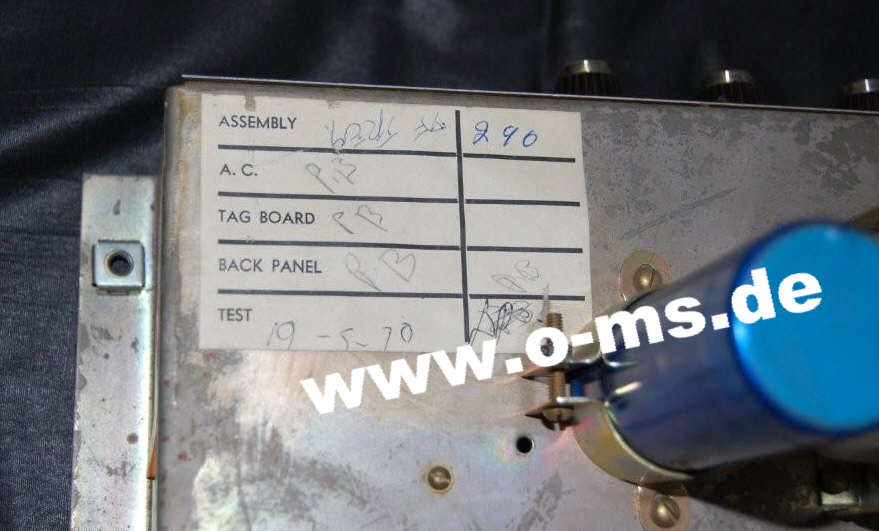 ASSEMBLY 290
A. C. P.B
TAG BOARD P B
BACK PANEL P.B
TEST
19 - 5 - 70
www.o-ms.de